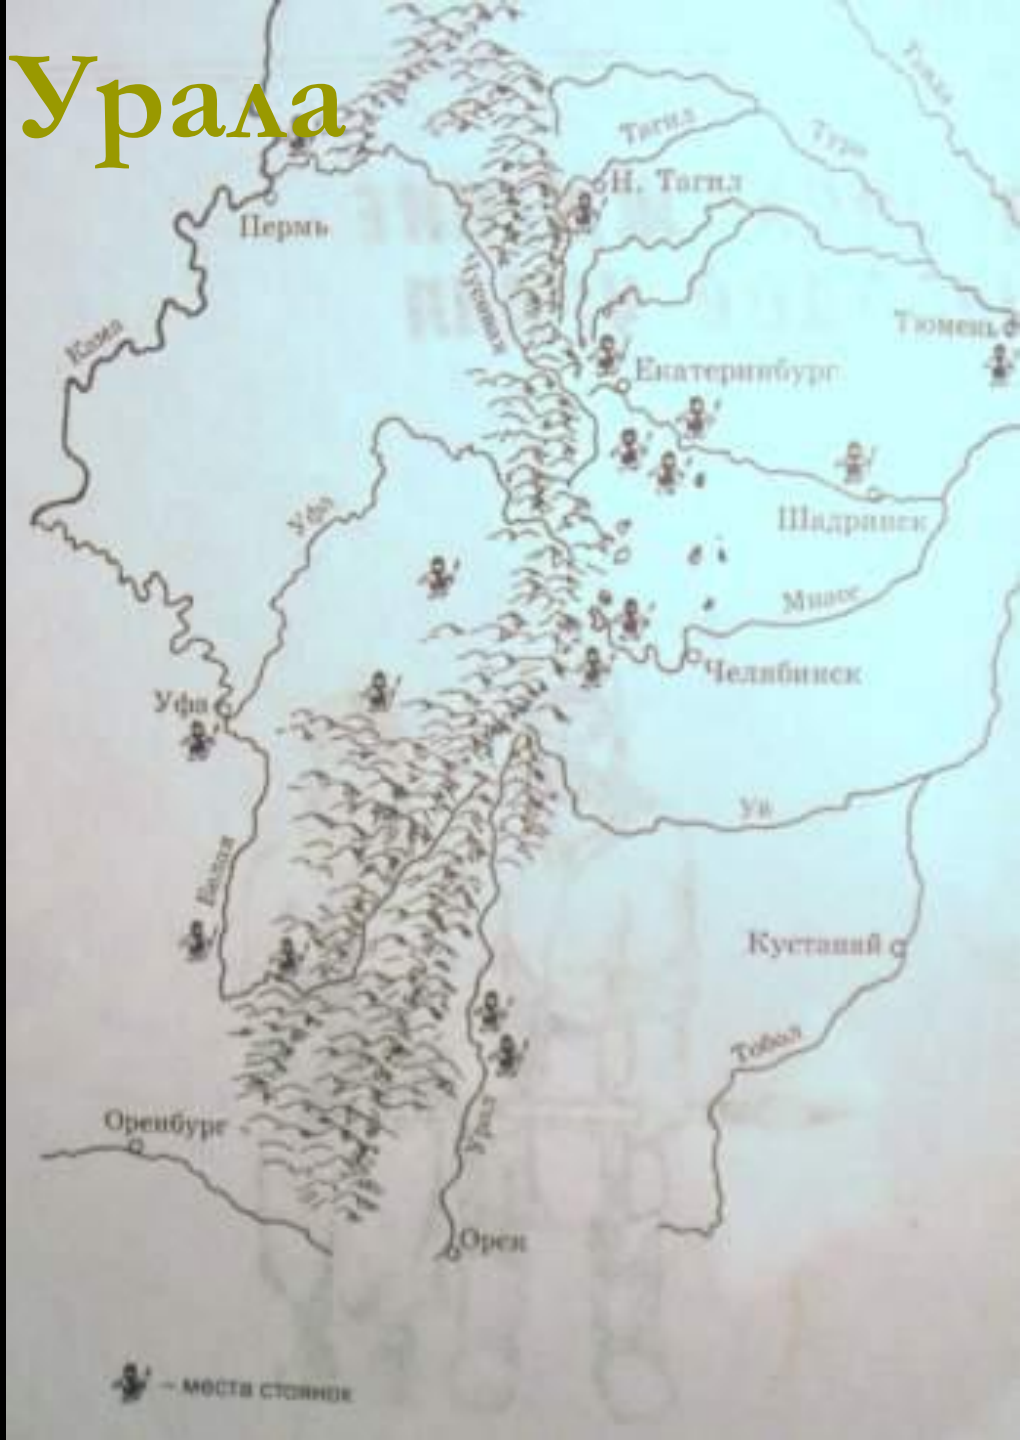 Урала
Тавда
Тагил
Тура
Н. Тагил
Пермь
Чусовая
Кама
Тюмень
Екатеринбург
Уфа
Шадринск
Миасс
Челябинск
Уфа
Уй
Белая
Кустанай
Тобол
Оренбург
Урал
Орск
– места стоянок